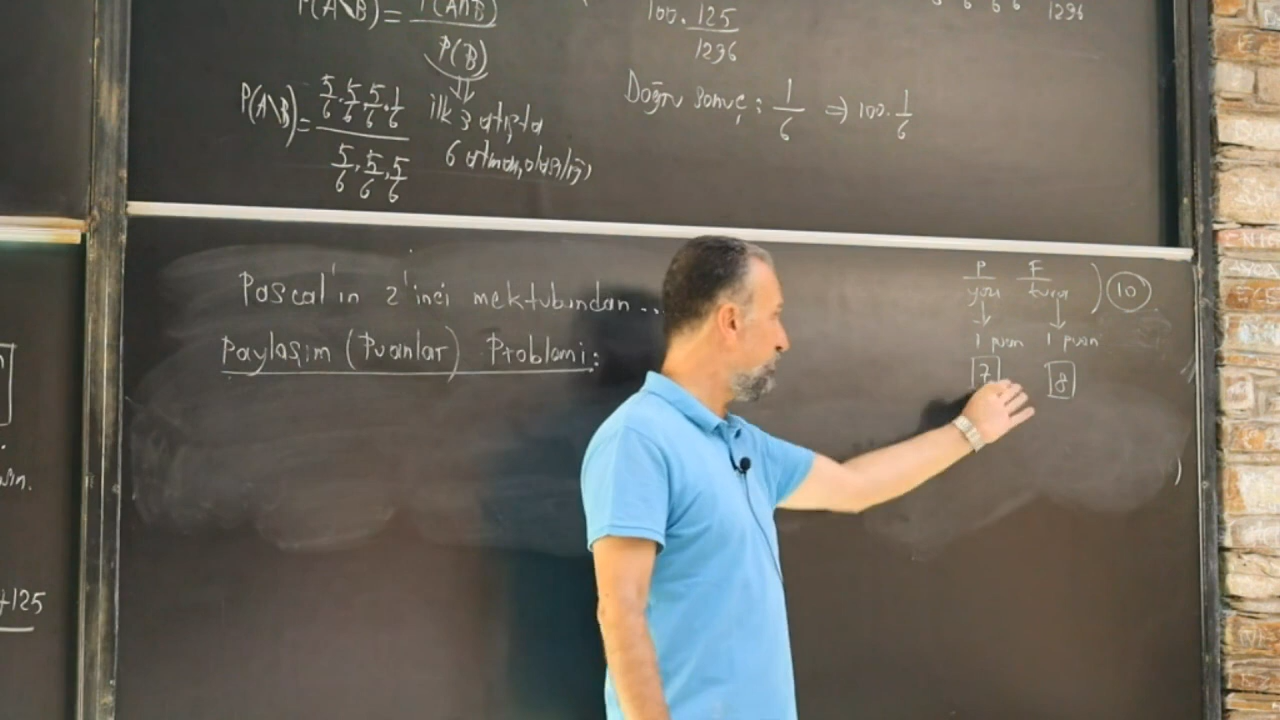 P(A\B) = P(A∩B)
P(B)
P(A\B) = 5/6 . 5/6 . 5/6 . 1/6
5/6 . 5/6 . 5/6
ilk 3 atışta
6 atmama olasılığı
100 . 125
1296
1296
Doğru sonuç : 1/6 ⇒ 100 . 1/6
Pascal'ın 2'inci mektubundan ..
Paylaşım (Puanlar) Problemi:
P F
yazı tura ) 10
1 puan 1 puan
7 8
+125